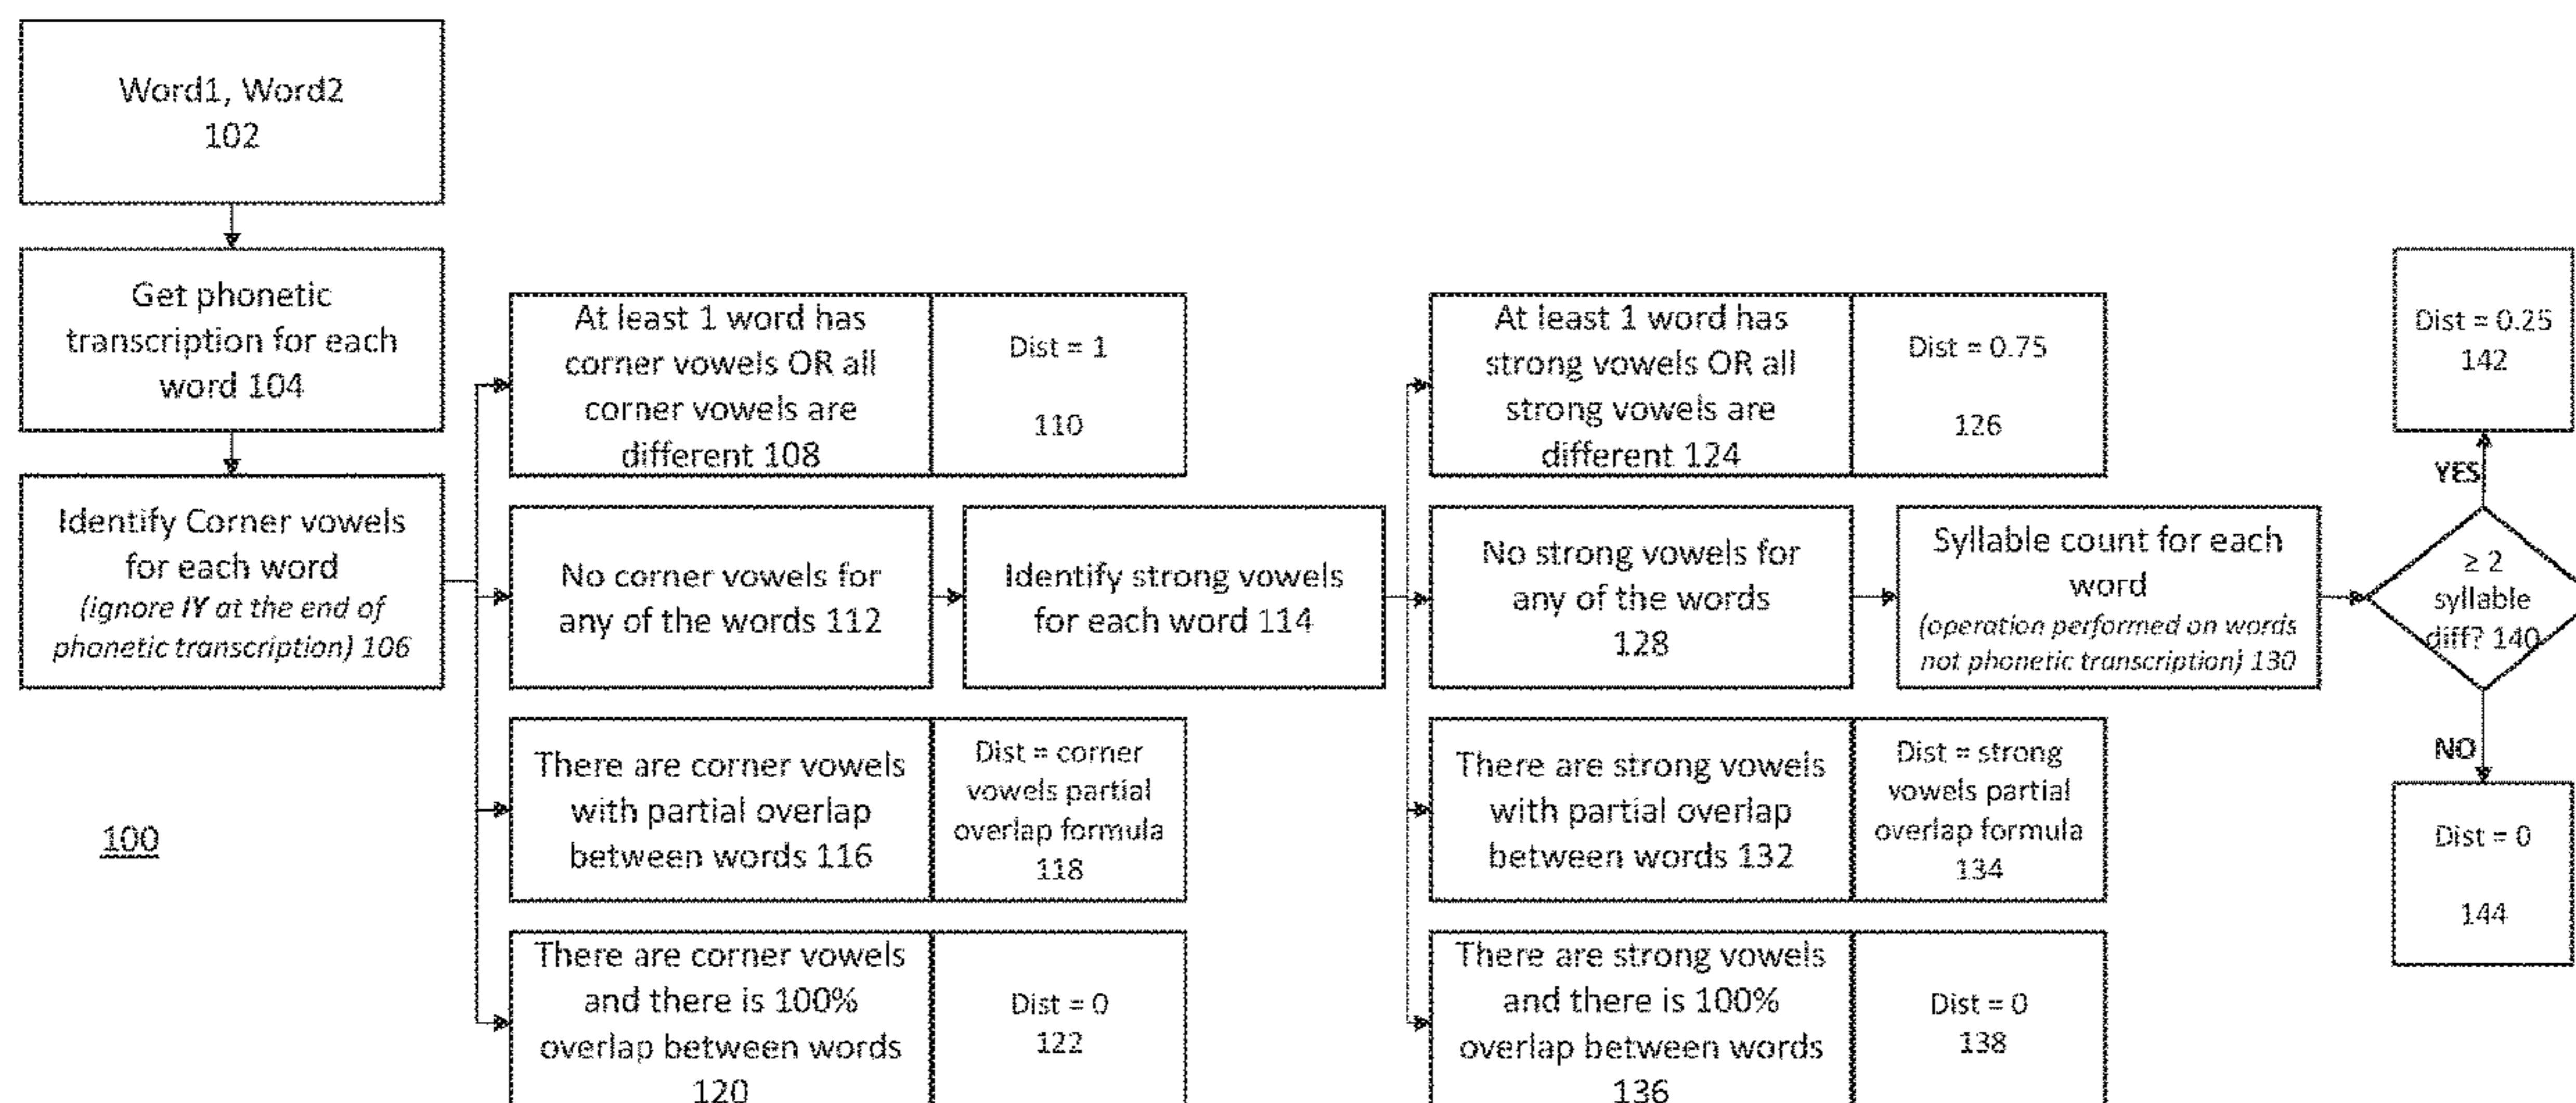 Word1, Word2
102
Get phonetic
transcription for each
word 104
Identify Corner vowels
for each word
(ignore IY at the end of
phonetic transcription) 106
100
At least 1 word has
corner vowels OR all
corner vowels are
different 108
Dist = 1
110
No corner vowels for
any of the words 112
Identify strong vowels
for each word 114
There are corner vowels
with partial overlap
between words 116
Dist = corner
vowels partial
overlap formula
118
There are corner vowels
and there is 100%
overlap between words
120
Dist = 0
122
At least 1 word has
strong vowels OR all
strong vowels are
different 124
Dist = 0.75
126
No strong vowels for
any of the words
128
Syllable count for each
word
(operation performed on words
not phonetic transcription) 130
There are strong vowels
with partial overlap
between words 132
Dist = strong
vowels partial
overlap formula
134
There are strong vowels
and there is 100%
overlap between words
136
Dist = 0
138
Dist = 0.25
142
YES
≥ 2
syllable
diff? 140
NO
Dist = 0
144